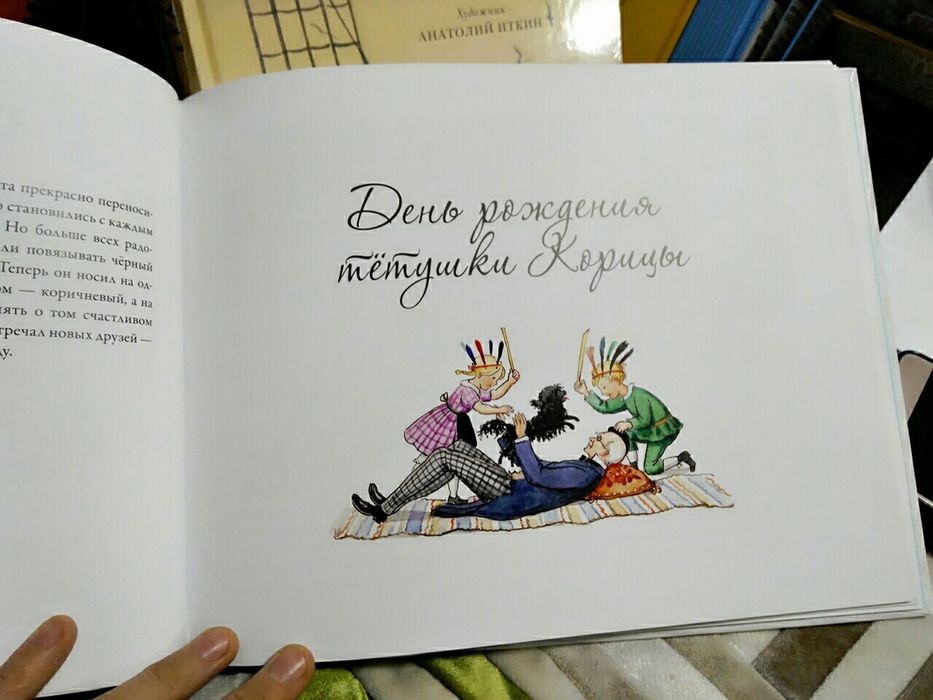 Художник
АНАТОЛИЙ ИТКИН
та прекрасно переноси-
о становились с каждым
Но больше всех радо-
ли повязывать чёрный
Теперь он носил на од-
ом — коричневый, а на
ять о том счастливом
тречал новых друзей —
ду.
День рождения
тётушки Корицы